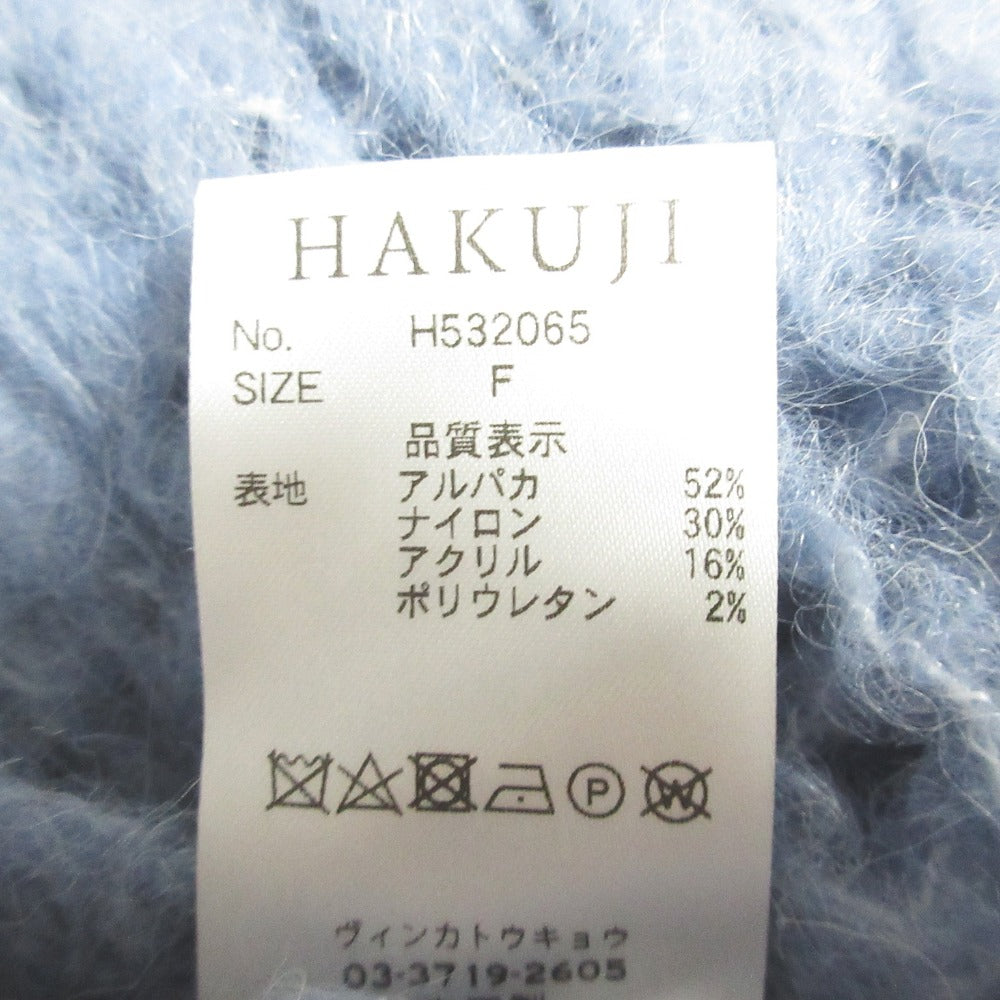 HAKUJI
No. H532065
SIZE F
品質表示
表地 アルパカ 52%
ナイロン 30%
アクリル 16%
ポリウレタン 2%
P W
ヴィンカトウキョウ
03-3719-2605